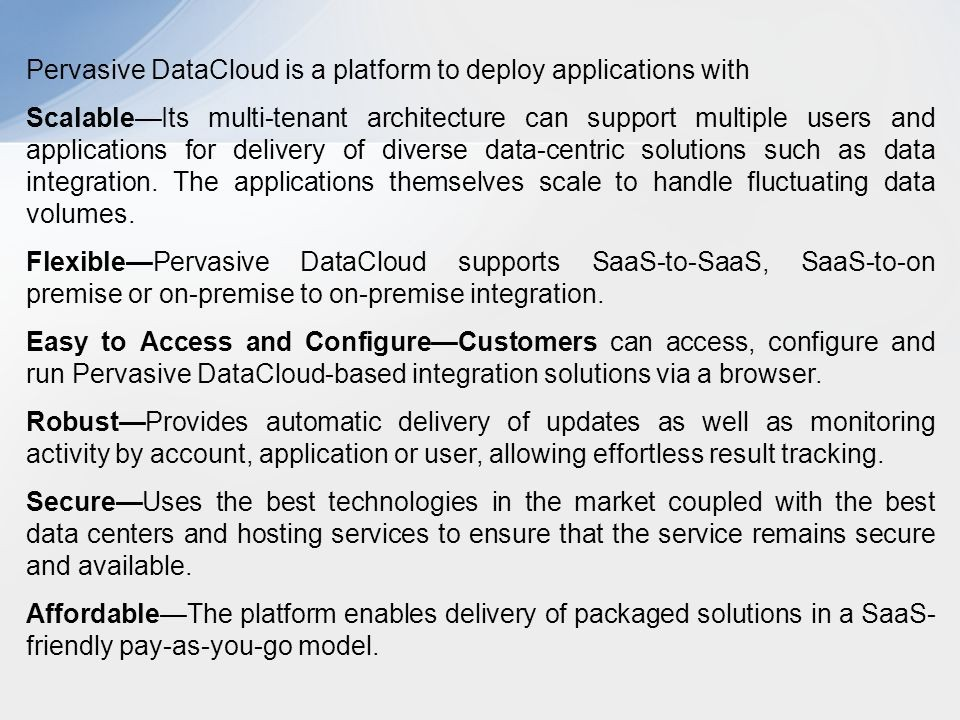 Pervasive DataCloud is a platform to deploy applications with
Scalable—Its multi-tenant architecture can support multiple users and
applications for delivery of diverse data-centric solutions such as data
integration. The applications themselves scale to handle fluctuating data
volumes.
Flexible—Pervasive DataCloud supports SaaS-to-SaaS, SaaS-to-on
premise or on-premise to on-premise integration.
Easy to Access and Configure—Customers can access, configure and
run Pervasive DataCloud-based integration solutions via a browser.
Robust—Provides automatic delivery of updates as well as monitoring
activity by account, application or user, allowing effortless result tracking.
Secure—Uses the best technologies in the market coupled with the best
data centers and hosting services to ensure that the service remains secure
and available.
Affordable—The platform enables delivery of packaged solutions in a SaaS-
friendly pay-as-you-go model.